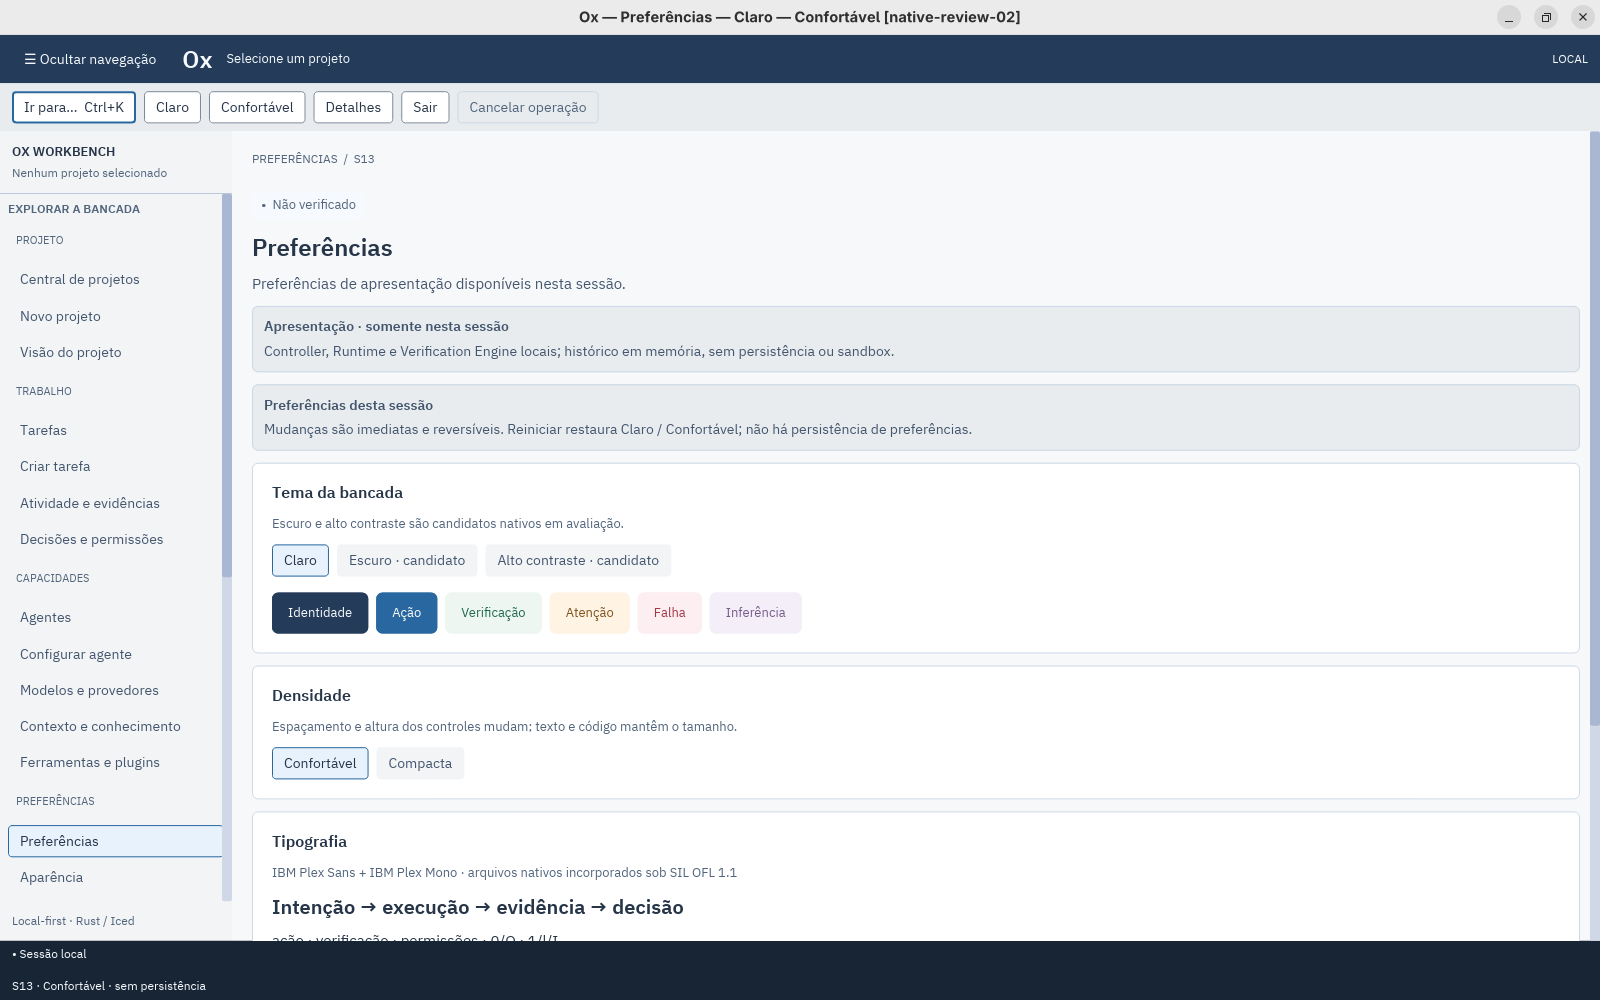 Ox — Preferências — Claro — Confortável [native-review-02]
☰ Ocultar navegação Ox Selecione um projeto LOCAL
Ir para... Ctrl+K Claro Confortável Detalhes Sair Cancelar operação
OX WORKBENCH
Nenhum projeto selecionado
EXPLORAR A BANCADA
PROJETO
Central de projetos
Novo projeto
Visão do projeto
TRABALHO
Tarefas
Criar tarefa
Atividade e evidências
Decisões e permissões
CAPACIDADES
Agentes
Configurar agente
Modelos e provedores
Contexto e conhecimento
Ferramentas e plugins
PREFERÊNCIAS
Preferências
Aparência
Local-first · Rust / Iced
PREFERÊNCIAS / S13
• Não verificado
Preferências
Preferências de apresentação disponíveis nesta sessão.
Apresentação · somente nesta sessão
Controller, Runtime e Verification Engine locais; histórico em memória, sem persistência ou sandbox.
Preferências desta sessão
Mudanças são imediatas e reversíveis. Reiniciar restaura Claro / Confortável; não há persistência de preferências.
Tema da bancada
Escuro e alto contraste são candidatos nativos em avaliação.
Claro Escuro · candidato Alto contraste · candidato
Identidade Ação Verificação Atenção Falha Inferência
Densidade
Espaçamento e altura dos controles mudam; texto e código mantêm o tamanho.
Confortável Compacta
Tipografia
IBM Plex Sans + IBM Plex Mono · arquivos nativos incorporados sob SIL OFL 1.1
Intenção → execução → evidência → decisão
ação · verificação · permissões · 0/O · 1/l/I
• Sessão local
S13 · Confortável · sem persistência